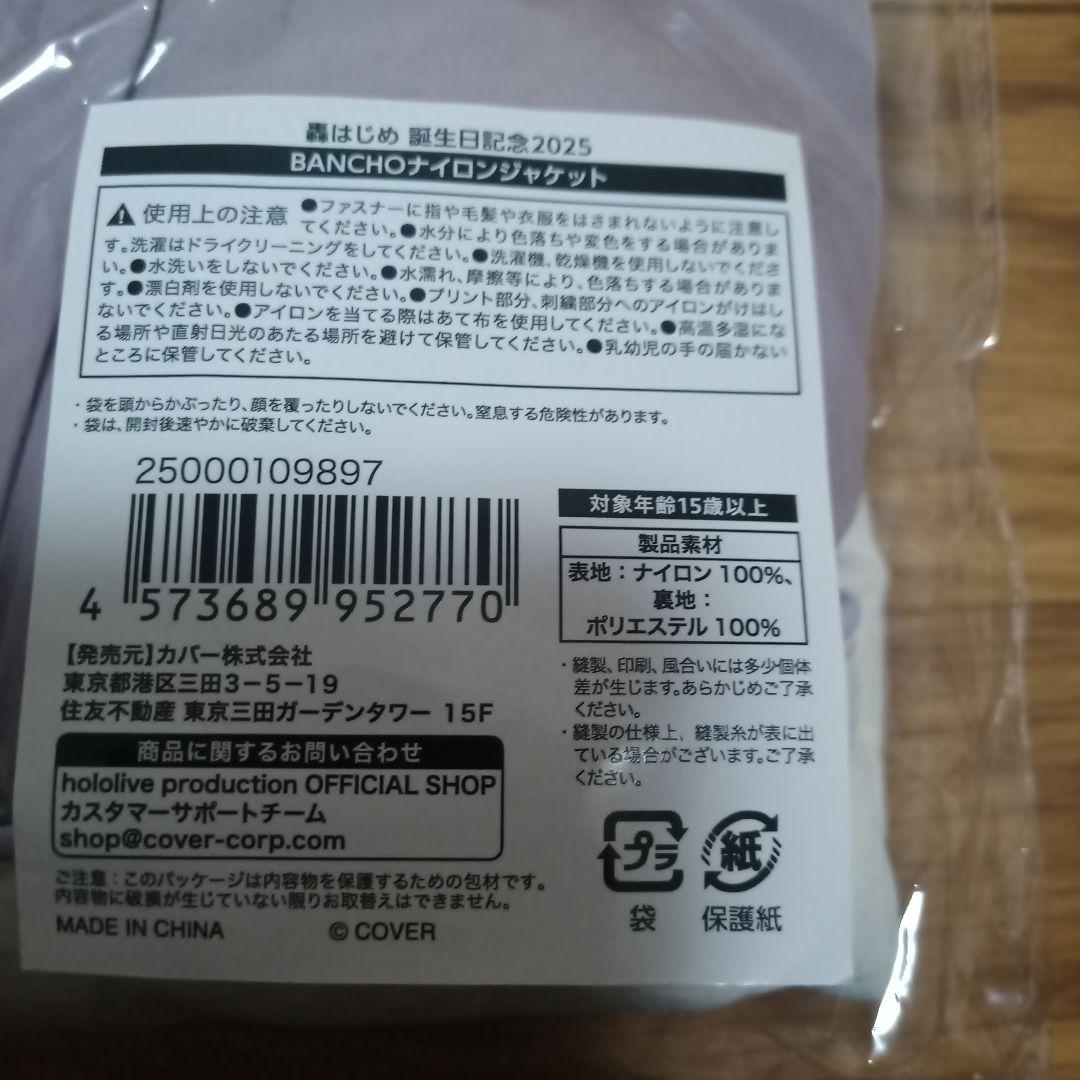 轟はじめ 誕生日記念2025
BANCHOナイロンジャケット
使用上の注意 ●ファスナーに指や毛髪や衣服をはさまれないように注意し
てください。●水分により色落ちや変色をする場合がありま
す。洗濯はドライクリーニングをしてください。●洗濯機、乾燥機を使用しないでくださ
い。●水洗いをしないでください。●水濡れ、摩擦等により、色落ちする場合がありま
す。●漂白剤を使用しないでください。●プリント部分、刺繍部分へのアイロンがけはし
ないでください。●アイロンを当てる際はあて布を使用してください。●高温多湿にな
る場所や直射日光のあたる場所を避けて保管してください。●乳幼児の手の届かない
ところに保管してください。
・袋を頭からかぶったり、顔を覆ったりしないでください。窒息する危険性があります。
・袋は、開封後速やかに破棄してください。
25000109897
4 573689 952770
対象年齢15歳以上
製品素材
表地：ナイロン 100%、
裏地：
ポリエステル 100%
・縫製、印刷、風合いには多少個体
差が生じます。あらかじめご了承
ください。
・縫製の仕様上、縫製糸が表に出
ている場合がございます。ご了承
ください。
【発売元】カバー株式会社
東京都港区三田3－5－19
住友不動産 東京三田ガーデンタワー 15F
商品に関するお問い合わせ
hololive production OFFICIAL SHOP
カスタマーサポートチーム
shop@cover-corp.com
ご注意：このパッケージは内容物を保護するための包材です。
内容物に破損が生じていない限りお取替えはできません。
MADE IN CHINA © COVER
プラ 紙
袋 保護紙